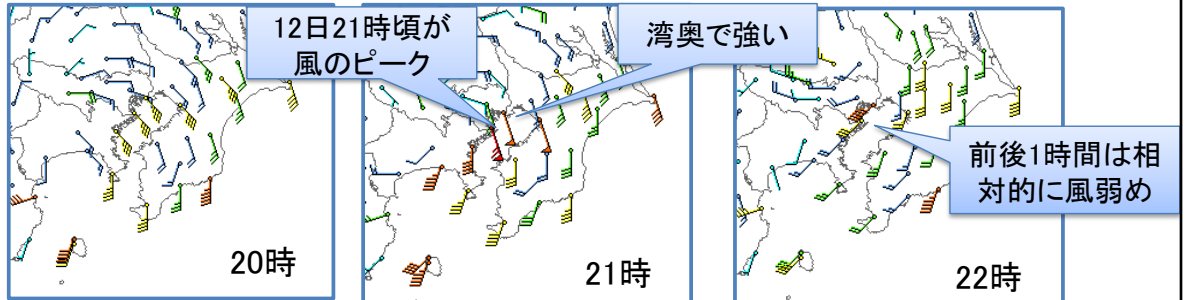 12日21時頃が
風のピーク
湾奥で強い
前後1時間は相
対的に風弱め
20時
21時
22時